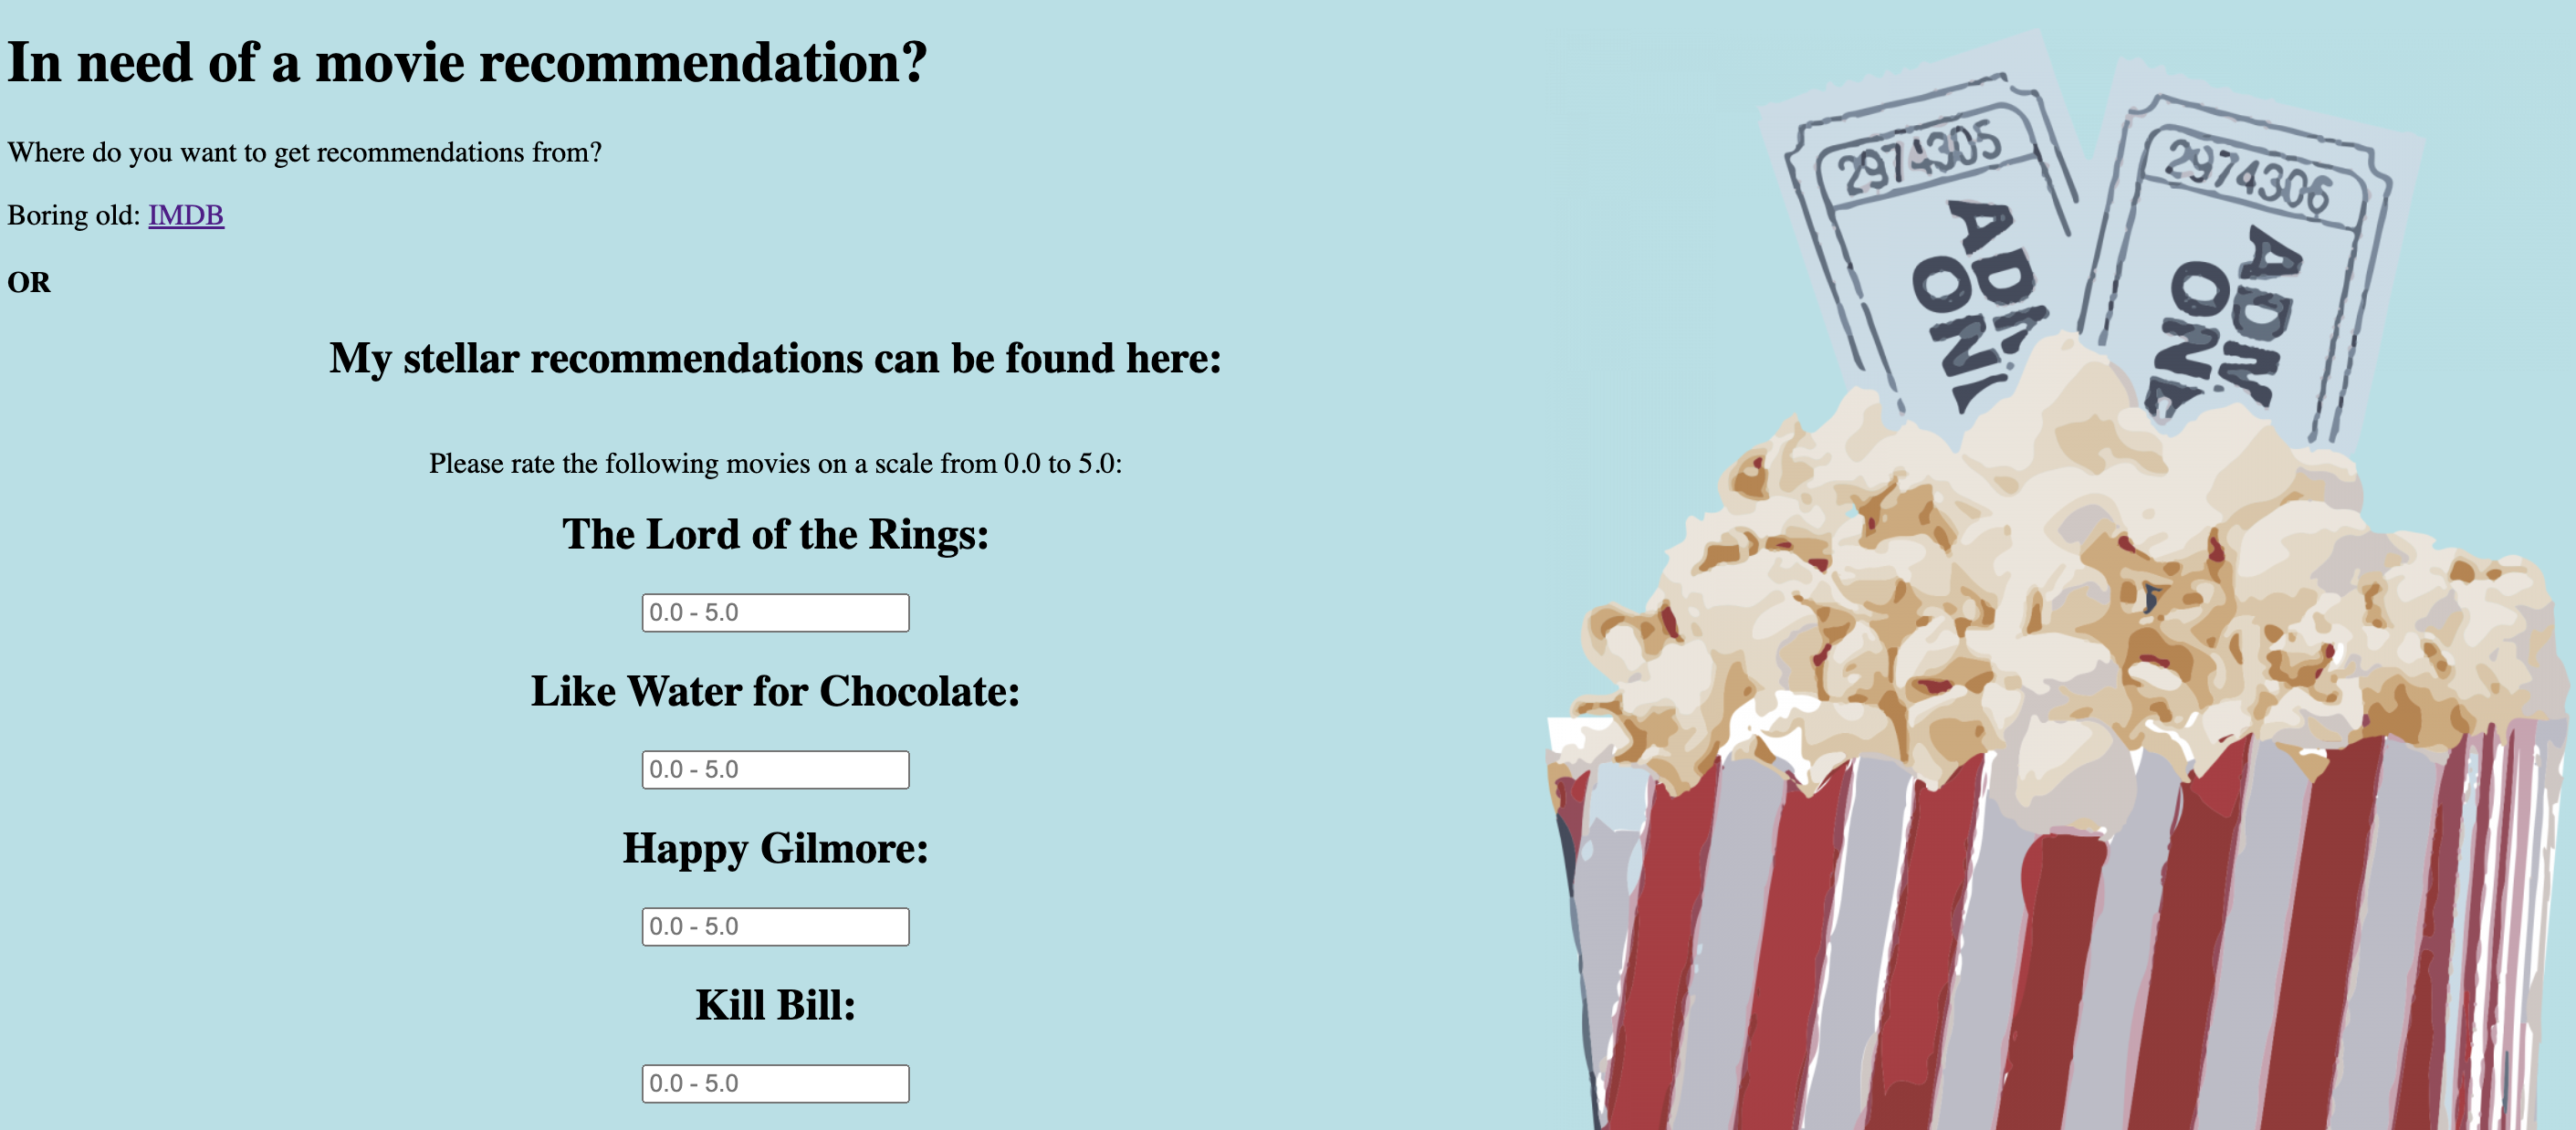 In need of a movie recommendation?
Where do you want to get recommendations from?
Boring old: IMDB
OR
My stellar recommendations can be found here:
Please rate the following movies on a scale from 0.0 to 5.0:
The Lord of the Rings:
0.0 - 5.0
Like Water for Chocolate:
0.0 - 5.0
Happy Gilmore:
0.0 - 5.0
Kill Bill:
0.0 - 5.0
2974305
ADM
ONE
2974306
ADM
ONE